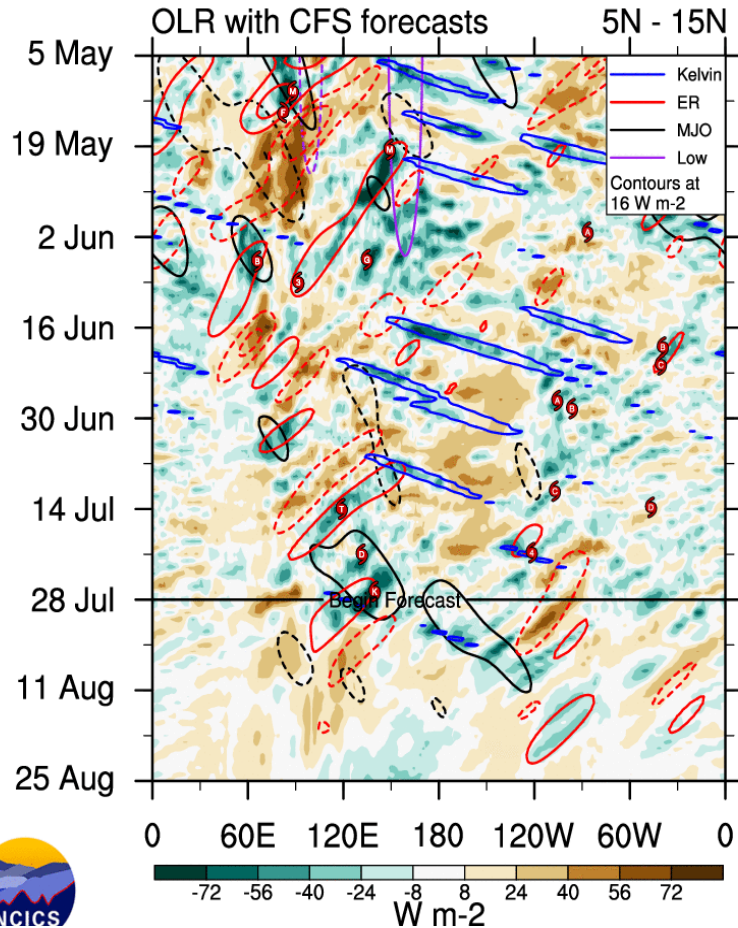 OLR with CFS forecasts 5N - 15N
5 May
19 May
2 Jun
16 Jun
30 Jun
14 Jul
28 Jul
11 Aug
25 Aug
Kelvin
ER
MJO
Low
Contours at
16 W m-2
M
F
M
A
B
G
3
B
C
A
B
C
T
D
D
4
K
Begin Forecast
0 60E 120E 180 120W 60W 0
-72 -56 -40 -24 -8 8 24 40 56 72
W m-2
NCICS